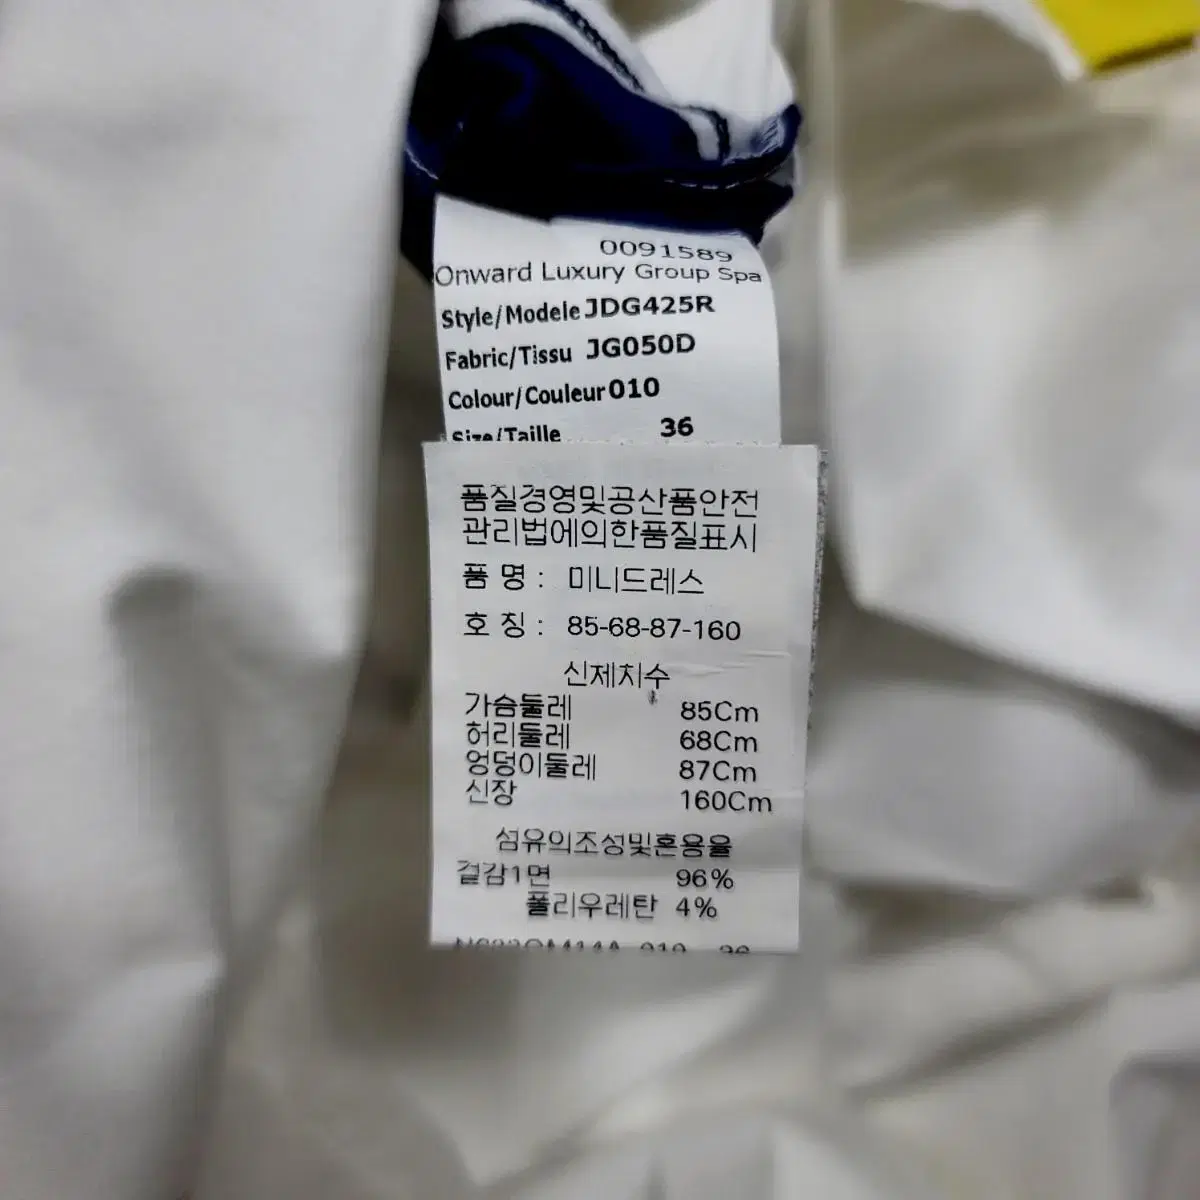 0091589
Onward Luxury Group Spa
Style/Modele JDG425R
Fabric/Tissu JG050D
Colour/Couleur 010
Size/Taille 36
품질경영및공산품안전
관리법에의한품질표시
품 명 : 미니드레스
호 칭 : 85-68-87-160
신체치수
가슴둘레 85Cm
허리둘레 68Cm
엉덩이둘레 87Cm
신장 160Cm
섬유의조성및혼용율
겉감1면 96%
폴리우레탄 4%